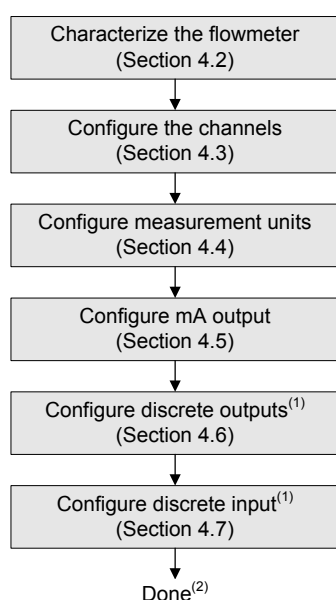 Characterize the flowmeter
(Section 4.2)
Configure the channels
(Section 4.3)
Configure measurement units
(Section 4.4)
Configure mA output
(Section 4.5)
Configure discrete outputs(1)
(Section 4.6)
Configure discrete input(1)
(Section 4.7)
Done(2)